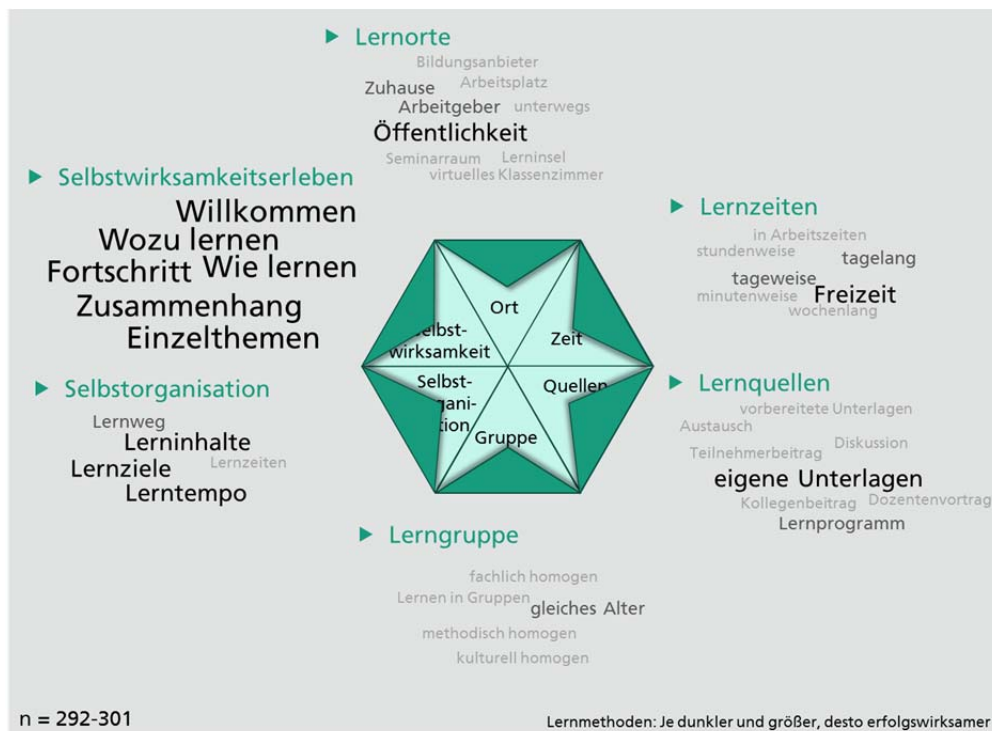 ▶ Lernorte
Bildungsanbieter
Zuhause Arbeitsplatz
Arbeitgeber unterwegs
Öffentlichkeit
Seminarraum Lerninsel
virtuelles Klassenzimmer
▶ Selbstwirksamkeitserleben
Willkommen
Wozu lernen
Fortschritt Wie lernen
Zusammenhang
Einzelthemen
▶ Lernzeiten
in Arbeitszeiten
stundenweise
tagelang
tageweise
minutenweise Freizeit
wochenlang
Ort
Zeit
elbst-
wirksamkeit
Selbst-
gani-
tion
Quellen
Gruppe
▶ Selbstorganisation
Lernweg
Lerninhalte
Lernziele Lernzeiten
Lerntempo
▶ Lernquellen
vorbereitete Unterlagen
Austausch
Diskussion
Teilnehmerbeitrag
eigene Unterlagen
Kollegenbeitrag Dozentenvortrag
Lernprogramm
▶ Lerngruppe
fachlich homogen
Lernen in Gruppen
gleiches Alter
methodisch homogen
kulturell homogen
n = 292-301
Lernmethoden: Je dunkler und größer, desto erfolgswirksamer